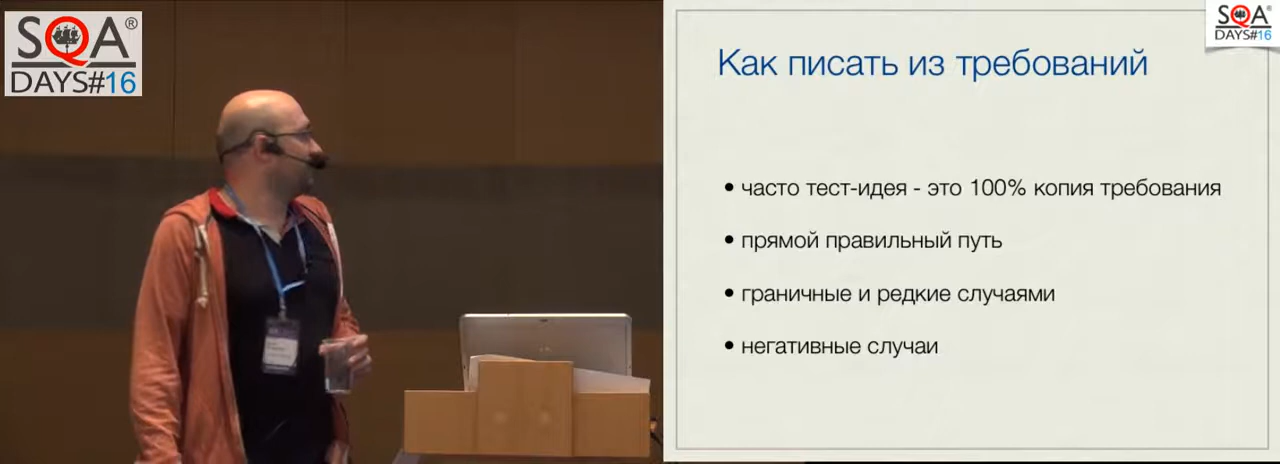 SQA®
DAYS#16
Как писать из требований
• часто тест-идея - это 100% копия требования
• прямой правильный путь
• граничные и редкие случаями
• негативные случаи
SQA®
DAYS#16